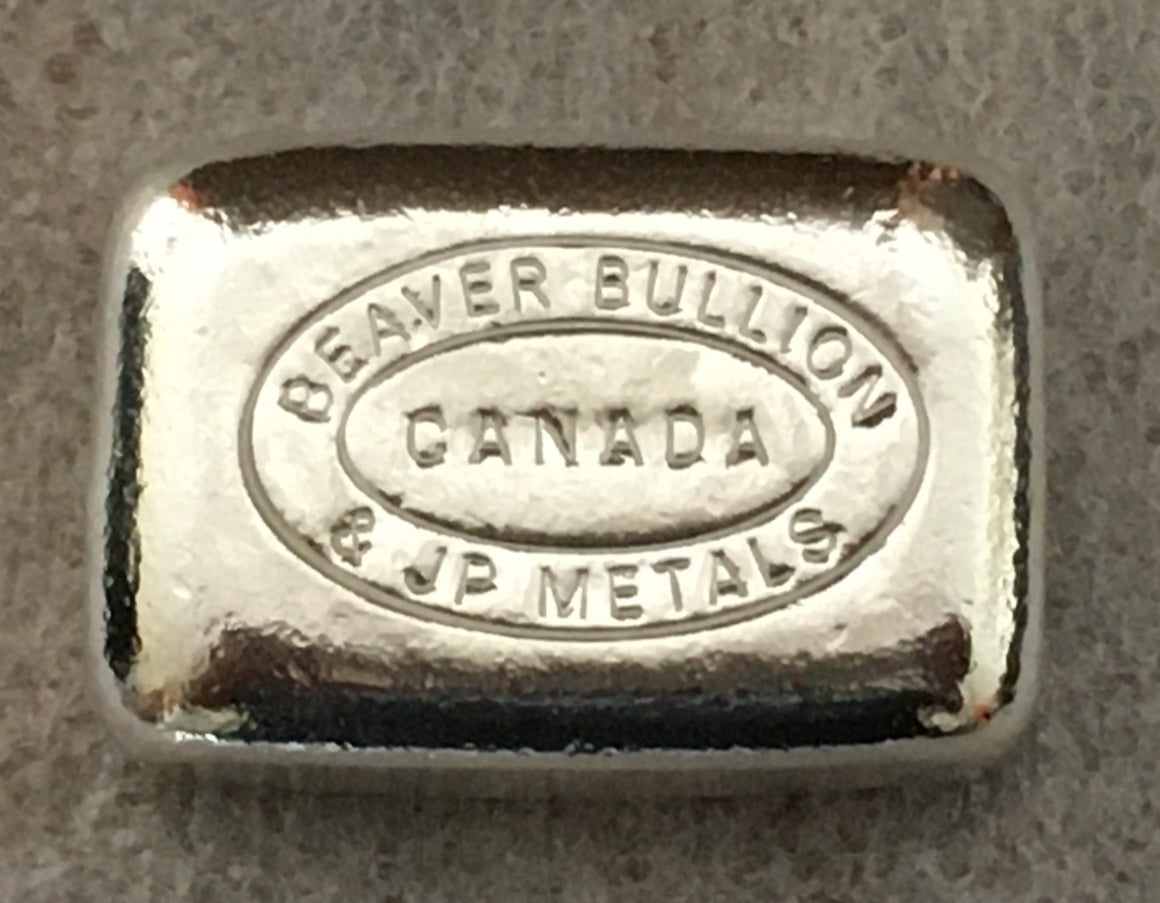 BEAVER BULLION
CANADA
& JP METALS